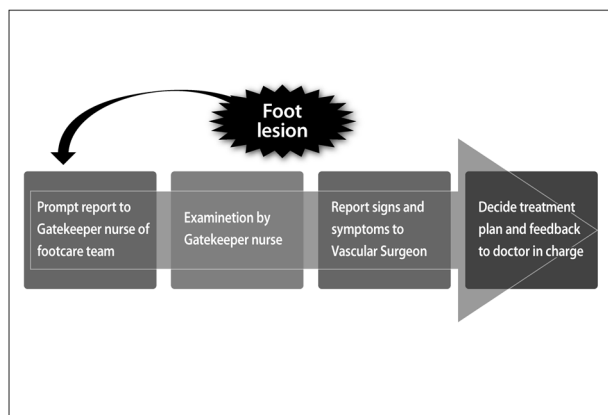 Foot
lesion
Prompt report to
Gatekeeper nurse of
footcare team
Examinetion by
Gatekeeper nurse
Report signs and
symptoms to
Vascular Surgeon
Decide treatment
plan and feedback
to doctor in charge